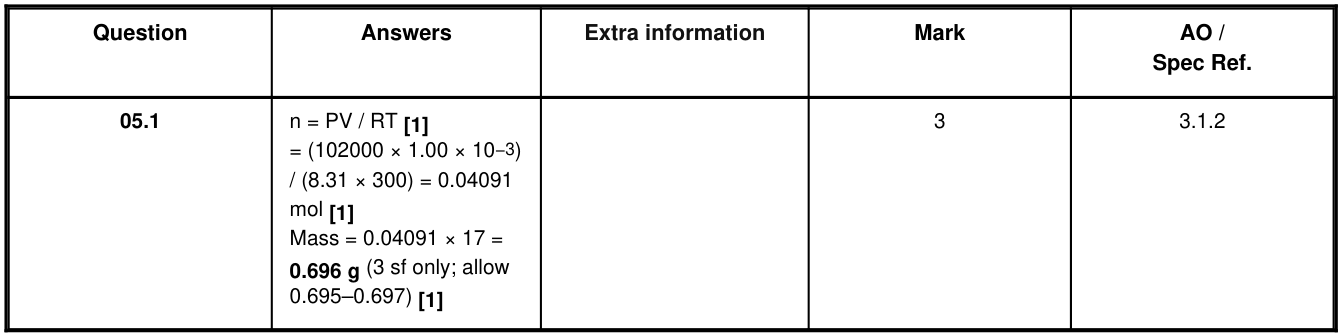 Question Answers Extra information Mark AO /
Spec Ref.
05.1 n = PV / RT [1] 3 3.1.2
= (102000 × 1.00 × 10−3)
/ (8.31 × 300) = 0.04091
mol [1]
Mass = 0.04091 × 17 =
0.696 g (3 sf only; allow
0.695–0.697) [1]